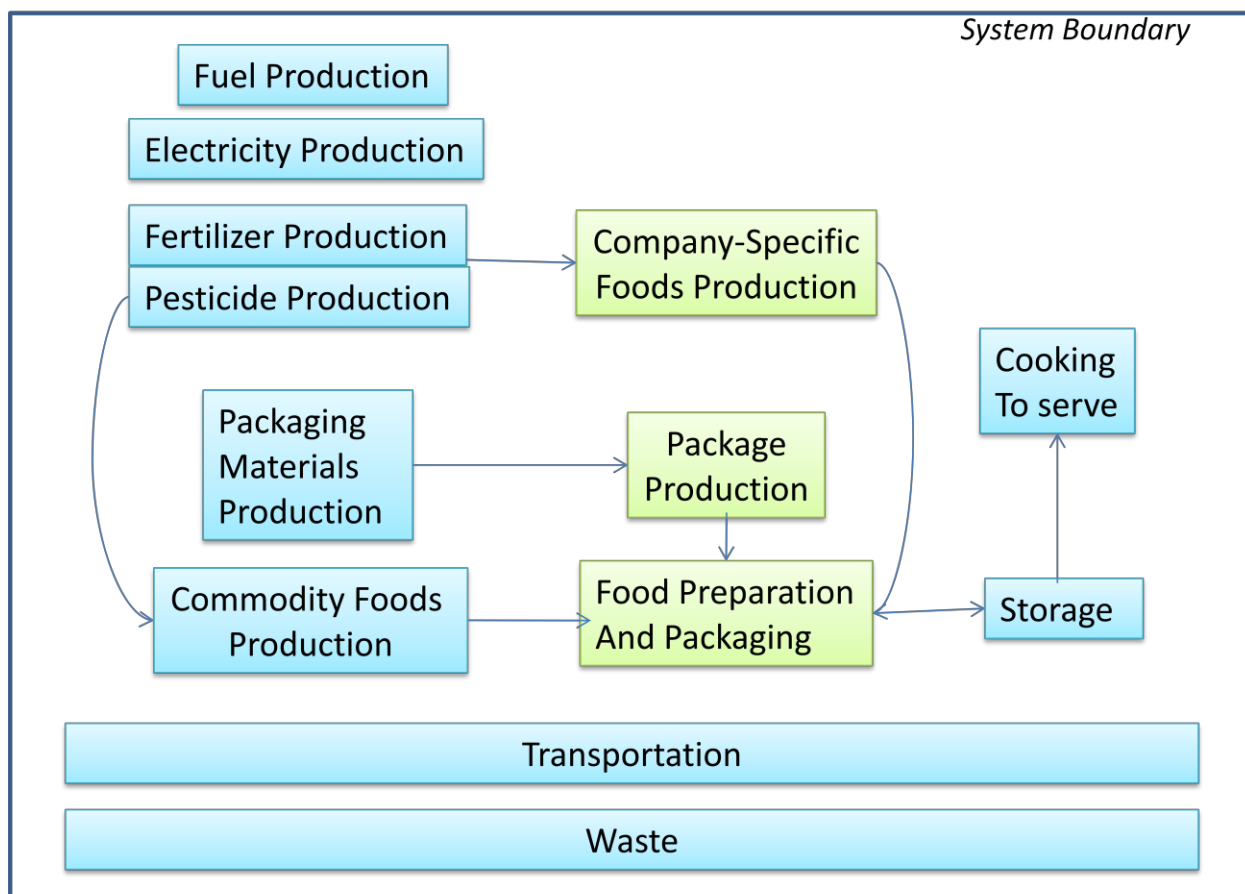 System Boundary
Fuel Production
Electricity Production
Fertilizer Production
Pesticide Production
Company-Specific
Foods Production
Cooking
To serve
Packaging
Materials
Production
Package
Production
Commodity Foods
Production
Food Preparation
And Packaging
Storage
Transportation
Waste